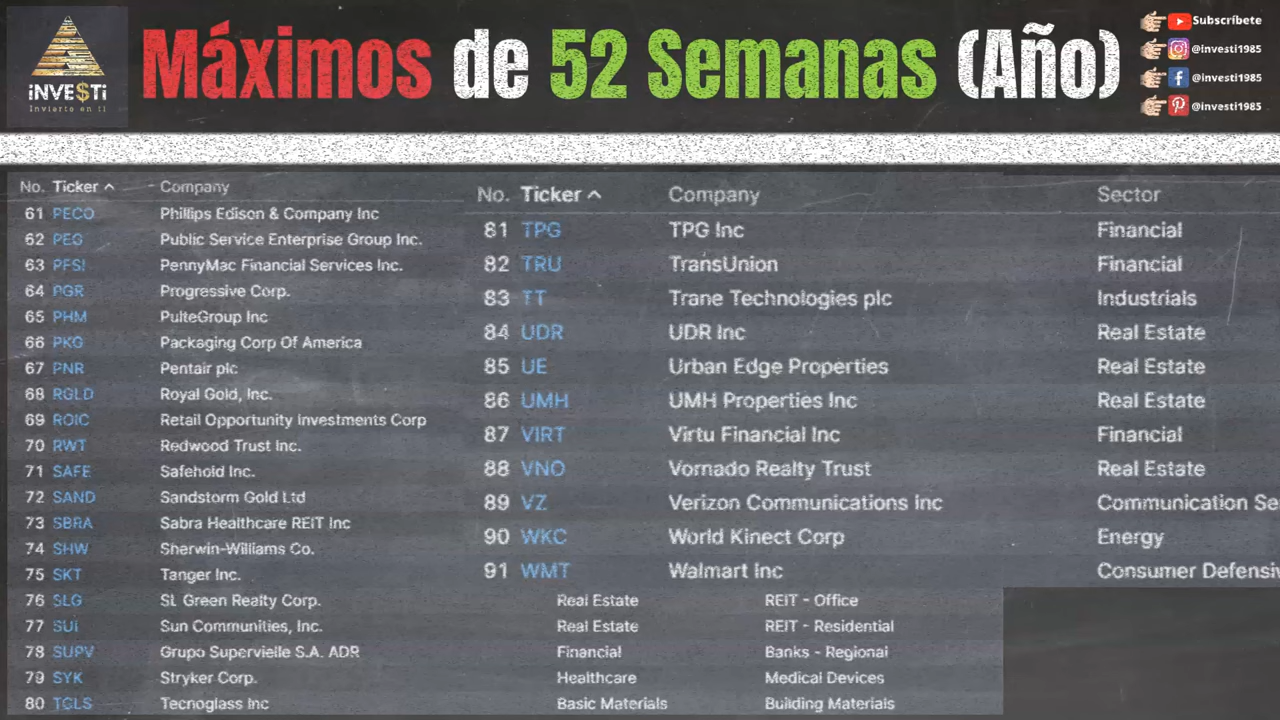 iNVE$Ti
Invierte en ti
Máximos de 52 Semanas (Año)
Subscríbete
@investi1985
@investi1985
@investi1985
No. Ticker Company
61 PECO Phillips Edison & Company Inc
62 PEG Public Service Enterprise Group Inc.
63 PFSI PennyMac Financial Services Inc.
64 PGR Progressive Corp.
65 PHM PulteGroup Inc
66 PKG Packaging Corp Of America
67 PNR Pentair plc
68 RGLD Royal Gold, Inc.
69 ROIC Retail Opportunity Investments Corp
70 RWT Redwood Trust Inc.
71 SAFE Safehold Inc.
72 SAND Sandstorm Gold Ltd
73 SBRA Sabra Healthcare REIT Inc
74 SHW Sherwin-Williams Co.
75 SKT Tanger Inc.
76 SLG SL Green Realty Corp. Real Estate REIT - Office
77 SUI Sun Communities, Inc. Real Estate REIT - Residential
78 SUPV Grupo Supervielle S.A. ADR Financial Banks - Regional
79 SYK Stryker Corp. Healthcare Medical Devices
80 TGLS Tecnoglass Inc Basic Materials Building Materials
No. Ticker Company Sector
81 TPG TPG Inc Financial
82 TRU TransUnion Financial
83 TT Trane Technologies plc Industrials
84 UDR UDR Inc Real Estate
85 UE Urban Edge Properties Real Estate
86 UMH UMH Properties Inc Real Estate
87 VIRT Virtu Financial Inc Financial
88 VNO Vornado Realty Trust Real Estate
89 VZ Verizon Communications Inc Communication Se
90 WKC World Kinect Corp Energy
91 WMT Walmart Inc Consumer Defensiv